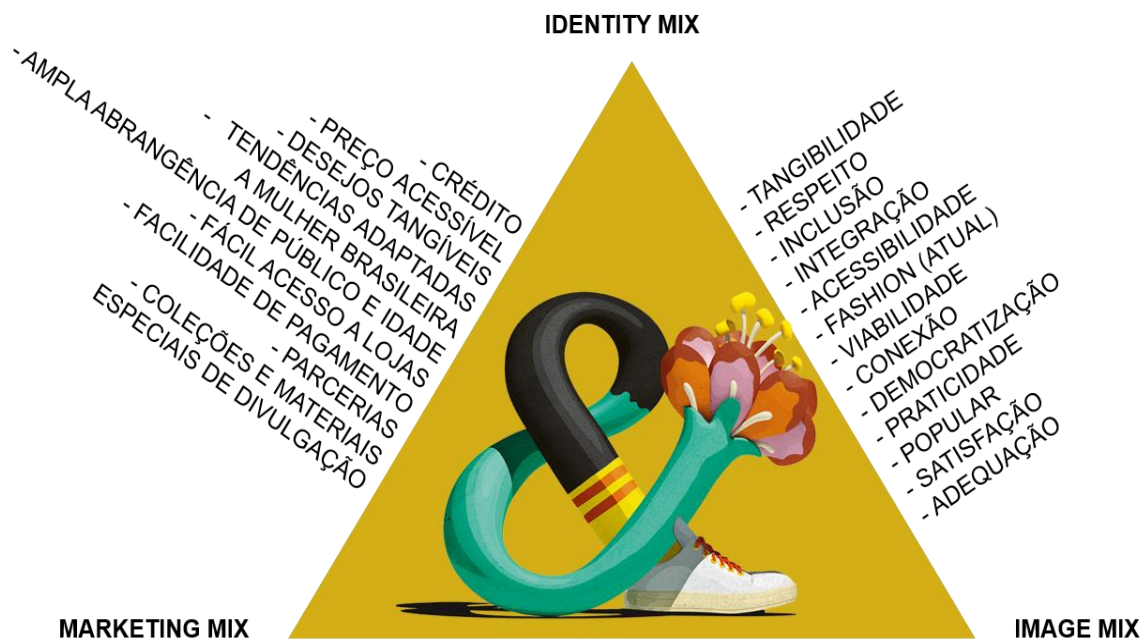 IDENTITY MIX
- CRÉDITO
- PREÇO ACESSÍVEL
- DESEJOS TANGÍVEIS
- TENDÊNCIAS ADAPTADAS
A MULHER BRASILEIRA
- AMPLA ABRANGÊNCIA DE PÚBLICO E IDADE
- FÁCIL ACESSO A LOJAS
- FACILIDADE DE PAGAMENTO
- PARCERIAS
- COLEÇÕES E MATERIAIS
ESPECIAIS DE DIVULGAÇÃO
- TANGIBILIDADE
- RESPEITO
- INCLUSÃO
- INTEGRAÇÃO
- ACESSIBILIDADE
- FASHION (ATUAL)
- VIABILIDADE
- CONEXÃO
- DEMOCRATIZAÇÃO
- PRATICIDADE
- POPULAR
- SATISFAÇÃO
- ADEQUAÇÃO
MARKETING MIX
IMAGE MIX